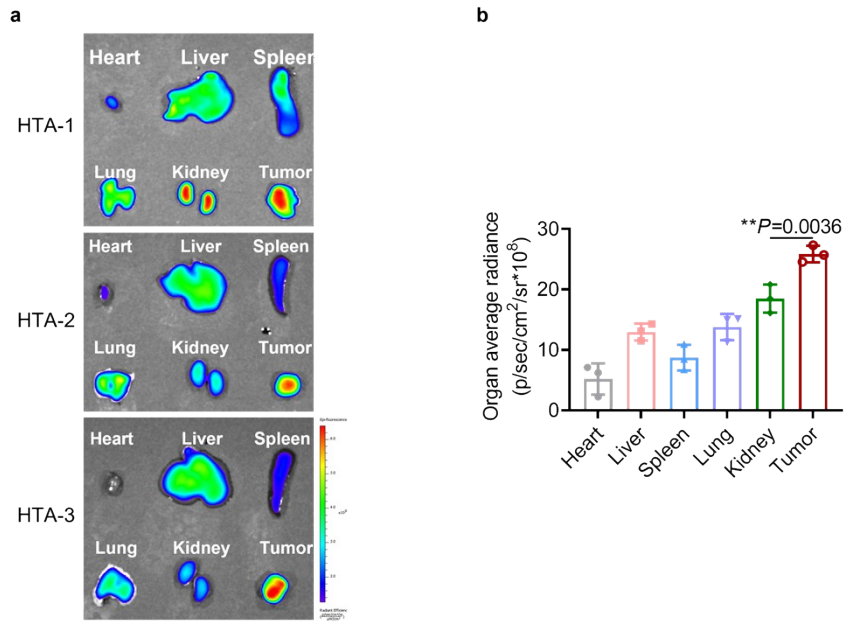 a
Heart Liver Spleen
HTA-1
Lung Kidney Tumor
Heart Liver Spleen
HTA-2
Lung Kidney Tumor
Heart Liver Spleen
HTA-3
Lung Kidney Tumor
b
**P=0.0036
Organ average radiance
(p/sec/cm²/sr*10⁸)
30
20
10
0
Heart
Liver
Spleen
Lung
Kidney
Tumor